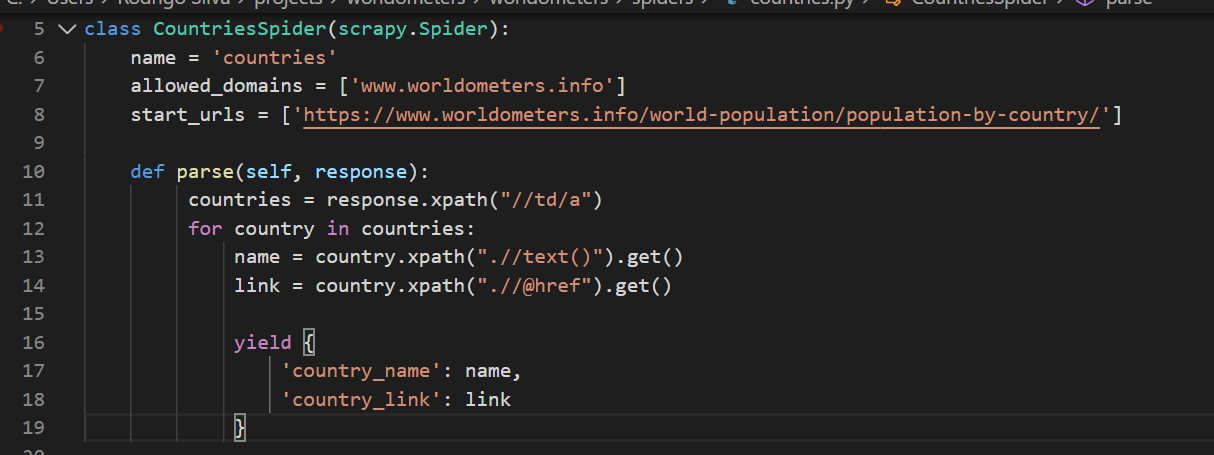 Users > Rodrigo Silva > projects > worldometers > worldometers > spiders > countries.py > CountriesSpider > parse
5 class CountriesSpider(scrapy.Spider):
6 name = 'countries'
7 allowed_domains = ['www.worldometers.info']
8 start_urls = ['https://www.worldometers.info/world-population/population-by-country/']
9
10 def parse(self, response):
11 countries = response.xpath("//td/a")
12 for country in countries:
13 name = country.xpath(".//text()").get()
14 link = country.xpath(".//@href").get()
15
16 yield {
17 'country_name': name,
18 'country_link': link
19 }
20